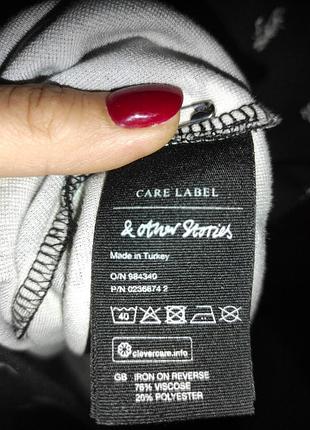 CARE LABEL
& Other Stories
Made in Turkey
O/N 984340
P/N 0236674 2
40
clevercare.info
GB IRON ON REVERSE
76% VISCOSE
20% POLYESTER